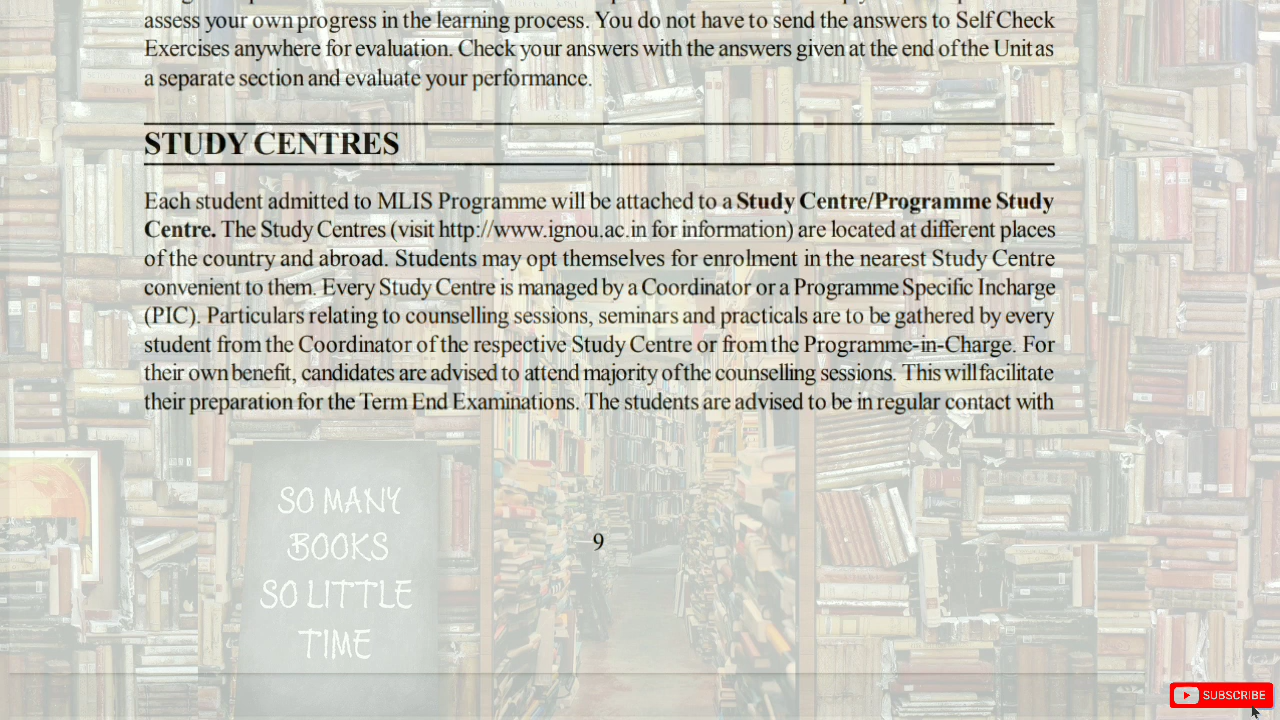 assess your own progress in the learning process. You do not have to send the answers to Self Check
Exercises anywhere for evaluation. Check your answers with the answers given at the end of the Unit as
a separate section and evaluate your performance.
STUDY CENTRES
Each student admitted to MLIS Programme will be attached to a Study Centre/Programme Study
Centre. The Study Centres (visit http://www.ignou.ac.in for information) are located at different places
of the country and abroad. Students may opt themselves for enrolment in the nearest Study Centre
convenient to them. Every Study Centre is managed by a Coordinator or a Programme Specific Incharge
(PIC). Particulars relating to counselling sessions, seminars and practicals are to be gathered by every
student from the Coordinator of the respective Study Centre or from the Programme-in-Charge. For
their own benefit, candidates are advised to attend majority of the counselling sessions. This will facilitate
their preparation for the Term End Examinations. The students are advised to be in regular contact with
SO MANY
BOOKS
SO LITTLE
TIME
9
SUBSCRIBE